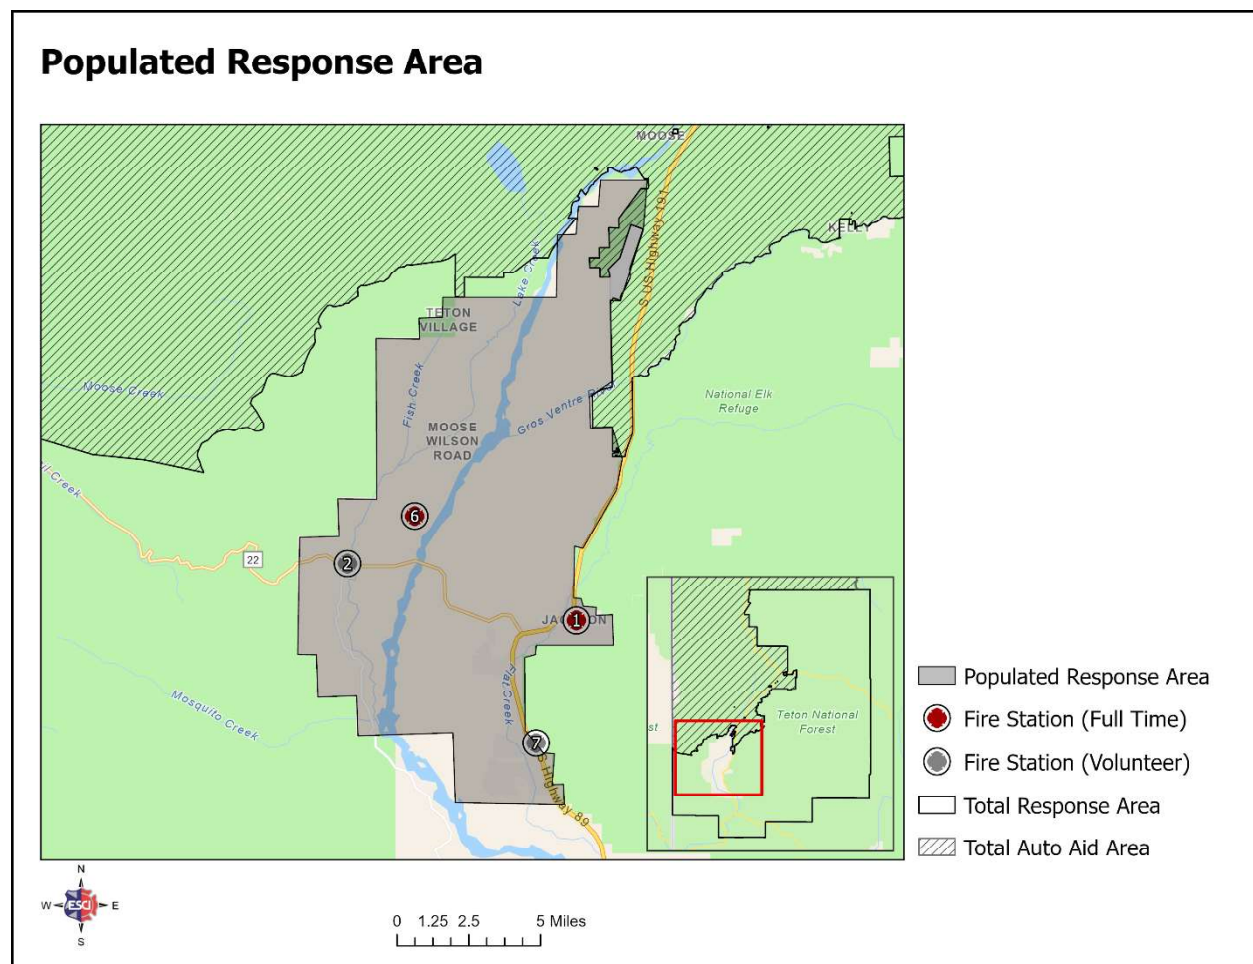 Populated Response Area
MOOSE
S US Highway 191
KELLY
Lake Creek
TETON
VILLAGE
Moose Creek
Fish Creek
National Elk
Refuge
Gros Ventre River
MOOSE
WILSON
ROAD
Creek
6
22
2
1
Flat Creek
Mosquito Creek
7
S Highway 89
Teton National
Forest
st
Populated Response Area
Fire Station (Full Time)
Fire Station (Volunteer)
Total Response Area
Total Auto Aid Area
N
W
ESCI
E
S
0 1.25 2.5 5 Miles